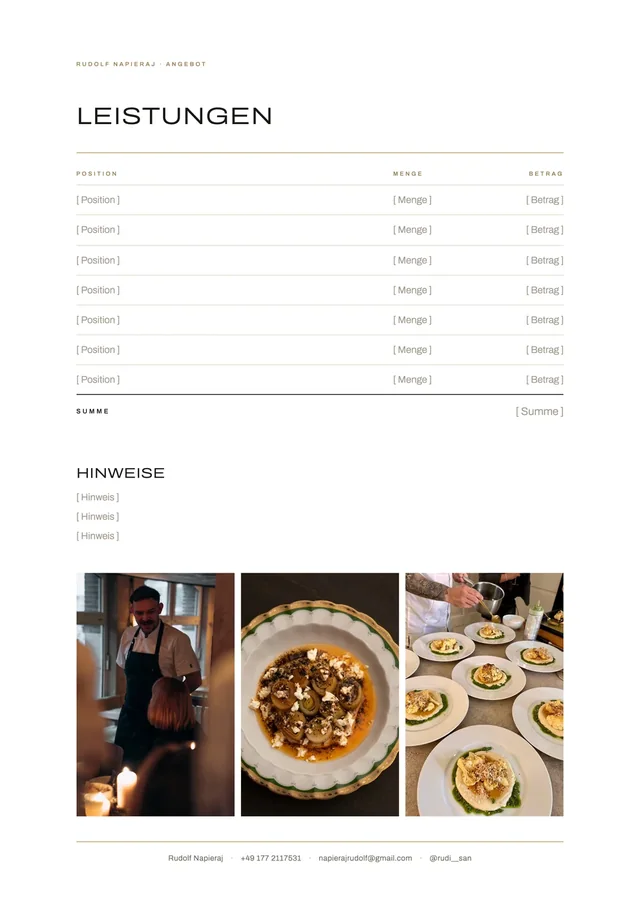 RUDOLF NAPIERAJ · ANGEBOT
LEISTUNGEN
POSITION MENGE BETRAG
[ Position ] [ Menge ] [ Betrag ]
[ Position ] [ Menge ] [ Betrag ]
[ Position ] [ Menge ] [ Betrag ]
[ Position ] [ Menge ] [ Betrag ]
[ Position ] [ Menge ] [ Betrag ]
[ Position ] [ Menge ] [ Betrag ]
[ Position ] [ Menge ] [ Betrag ]
SUMME [ Summe ]
HINWEISE
[ Hinweis ]
[ Hinweis ]
[ Hinweis ]
Rudolf Napieraj · +49 177 2117531 · napierajrudolf@gmail.com · @rudi__san